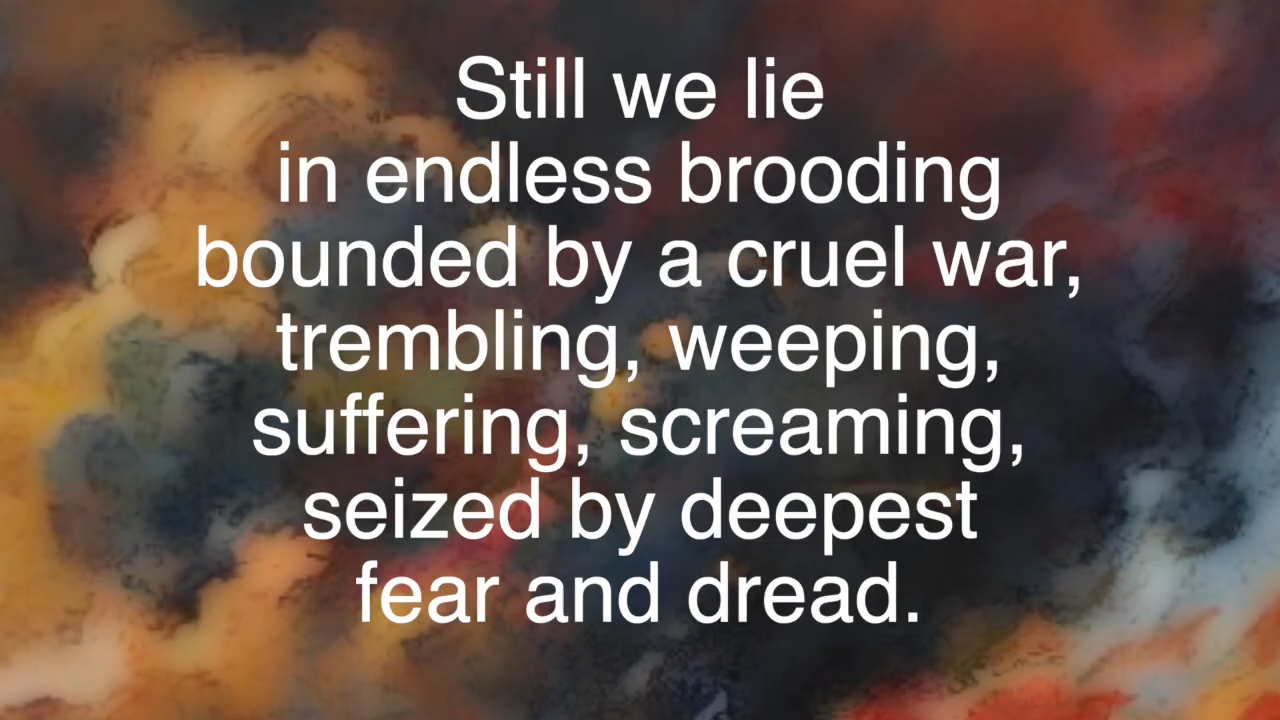 Still we lie
in endless brooding
bounded by a cruel war,
trembling, weeping,
suffering, screaming,
seized by deepest
fear and dread.